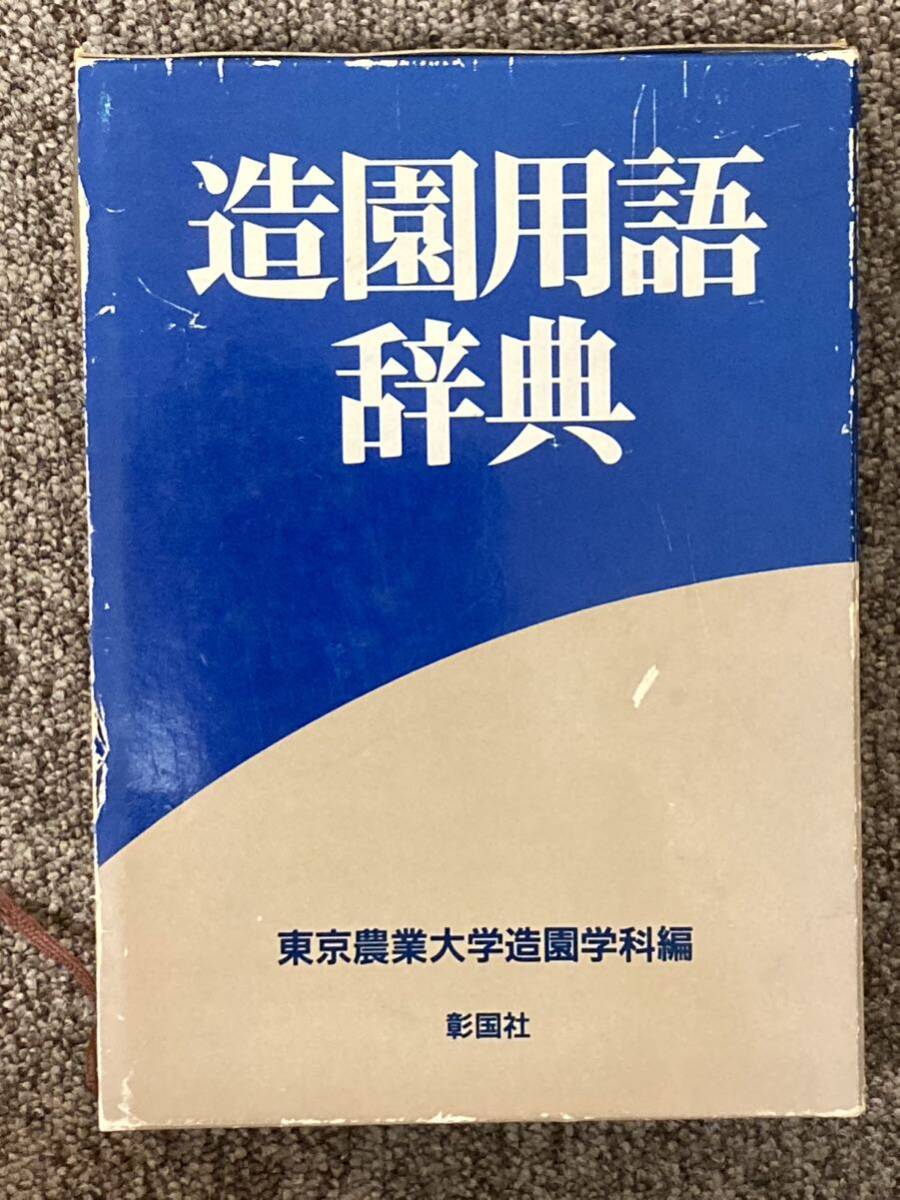 造園用語
辞典
東京農業大学造園学科編
彰国社